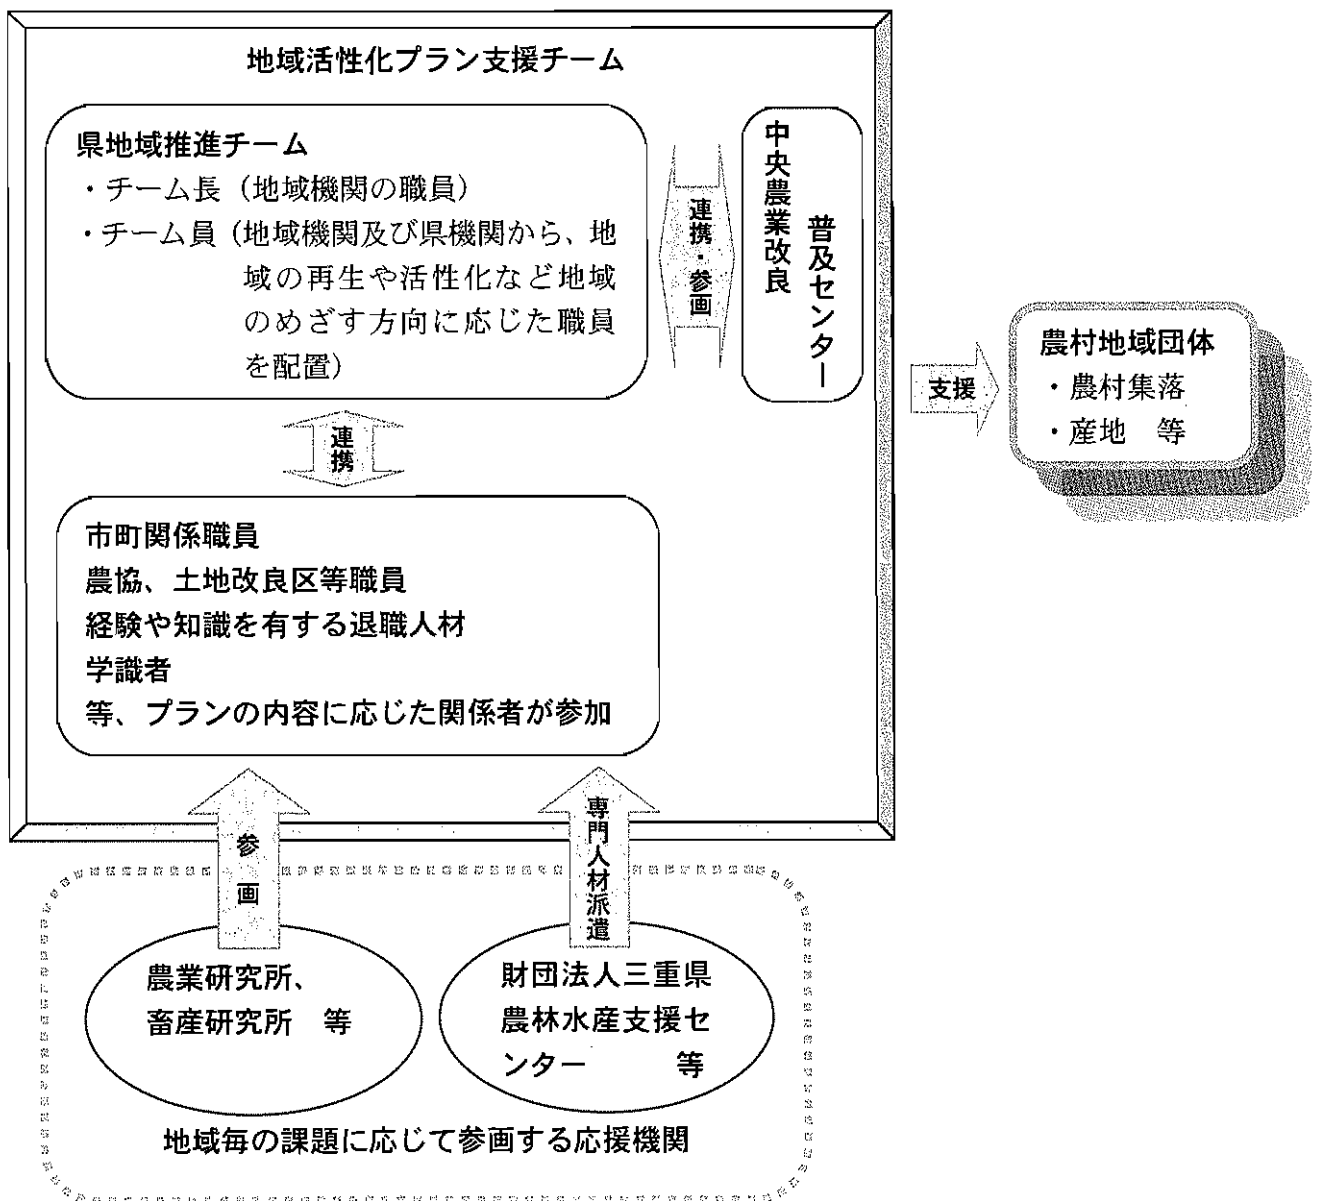 地域活性化プラン支援チーム
県地域推進チーム
・チーム長（地域機関の職員）
・チーム員（地域機関及び県機関から、地
域の再生や活性化など地域
のめざす方向に応じた職員
を配置）
連携・参画
中央農業改良
普及センター
連携
市町関係職員
農協、土地改良区等職員
経験や知識を有する退職人材
学識者
等、プランの内容に応じた関係者が参加
支援
農村地域団体
・農村集落
・産地　等
参画
専門人材派遣
農業研究所、
畜産研究所　等
財団法人三重県
農林水産支援セ
ンター　　等
地域毎の課題に応じて参画する応援機関